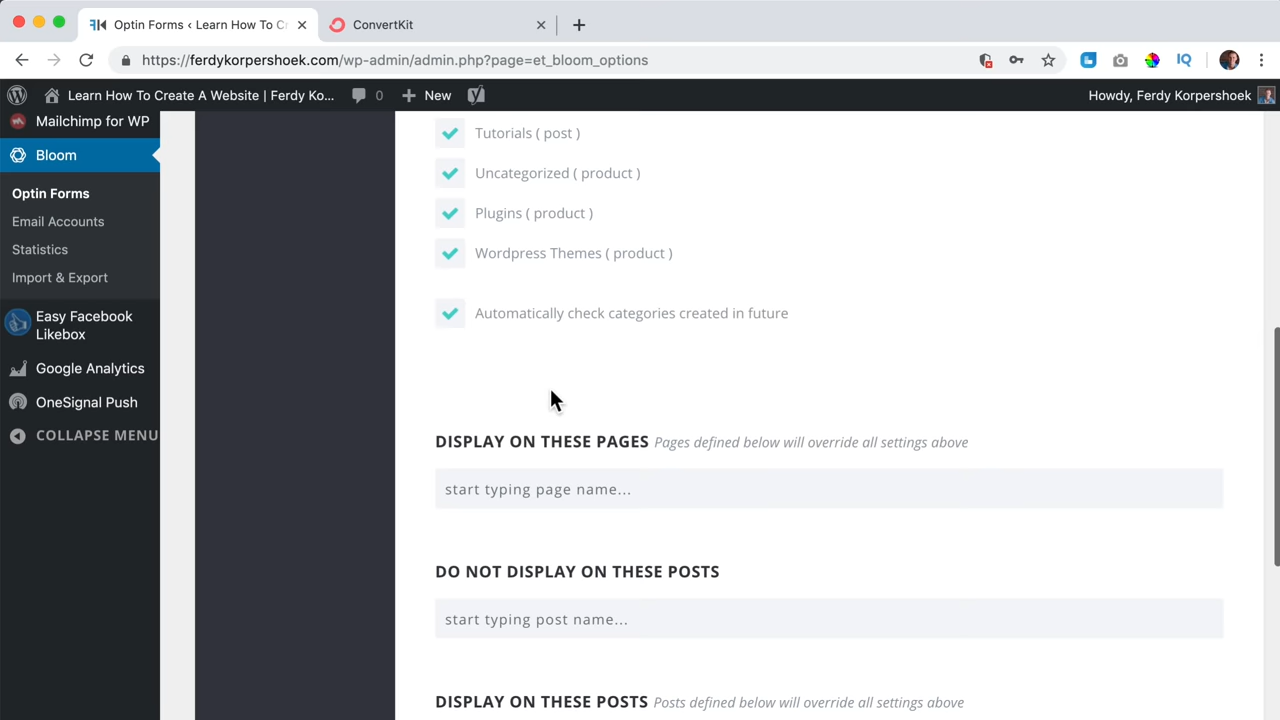 Optin Forms ‹ Learn How To C
ConvertKit
https://ferdykorpershoek.com/wp-admin/admin.php?page=et_bloom_options
Learn How To Create A Website | Ferdy Ko...
0
New
Howdy, Ferdy Korpershoek
Mailchimp for WP
Bloom
Optin Forms
Email Accounts
Statistics
Import & Export
Easy Facebook
Likebox
Google Analytics
OneSignal Push
COLLAPSE MENU
Tutorials ( post )
Uncategorized ( product )
Plugins ( product )
Wordpress Themes ( product )
Automatically check categories created in future
DISPLAY ON THESE PAGES Pages defined below will override all settings above
start typing page name...
DO NOT DISPLAY ON THESE POSTS
start typing post name...
DISPLAY ON THESE POSTS Posts defined below will override all settings above